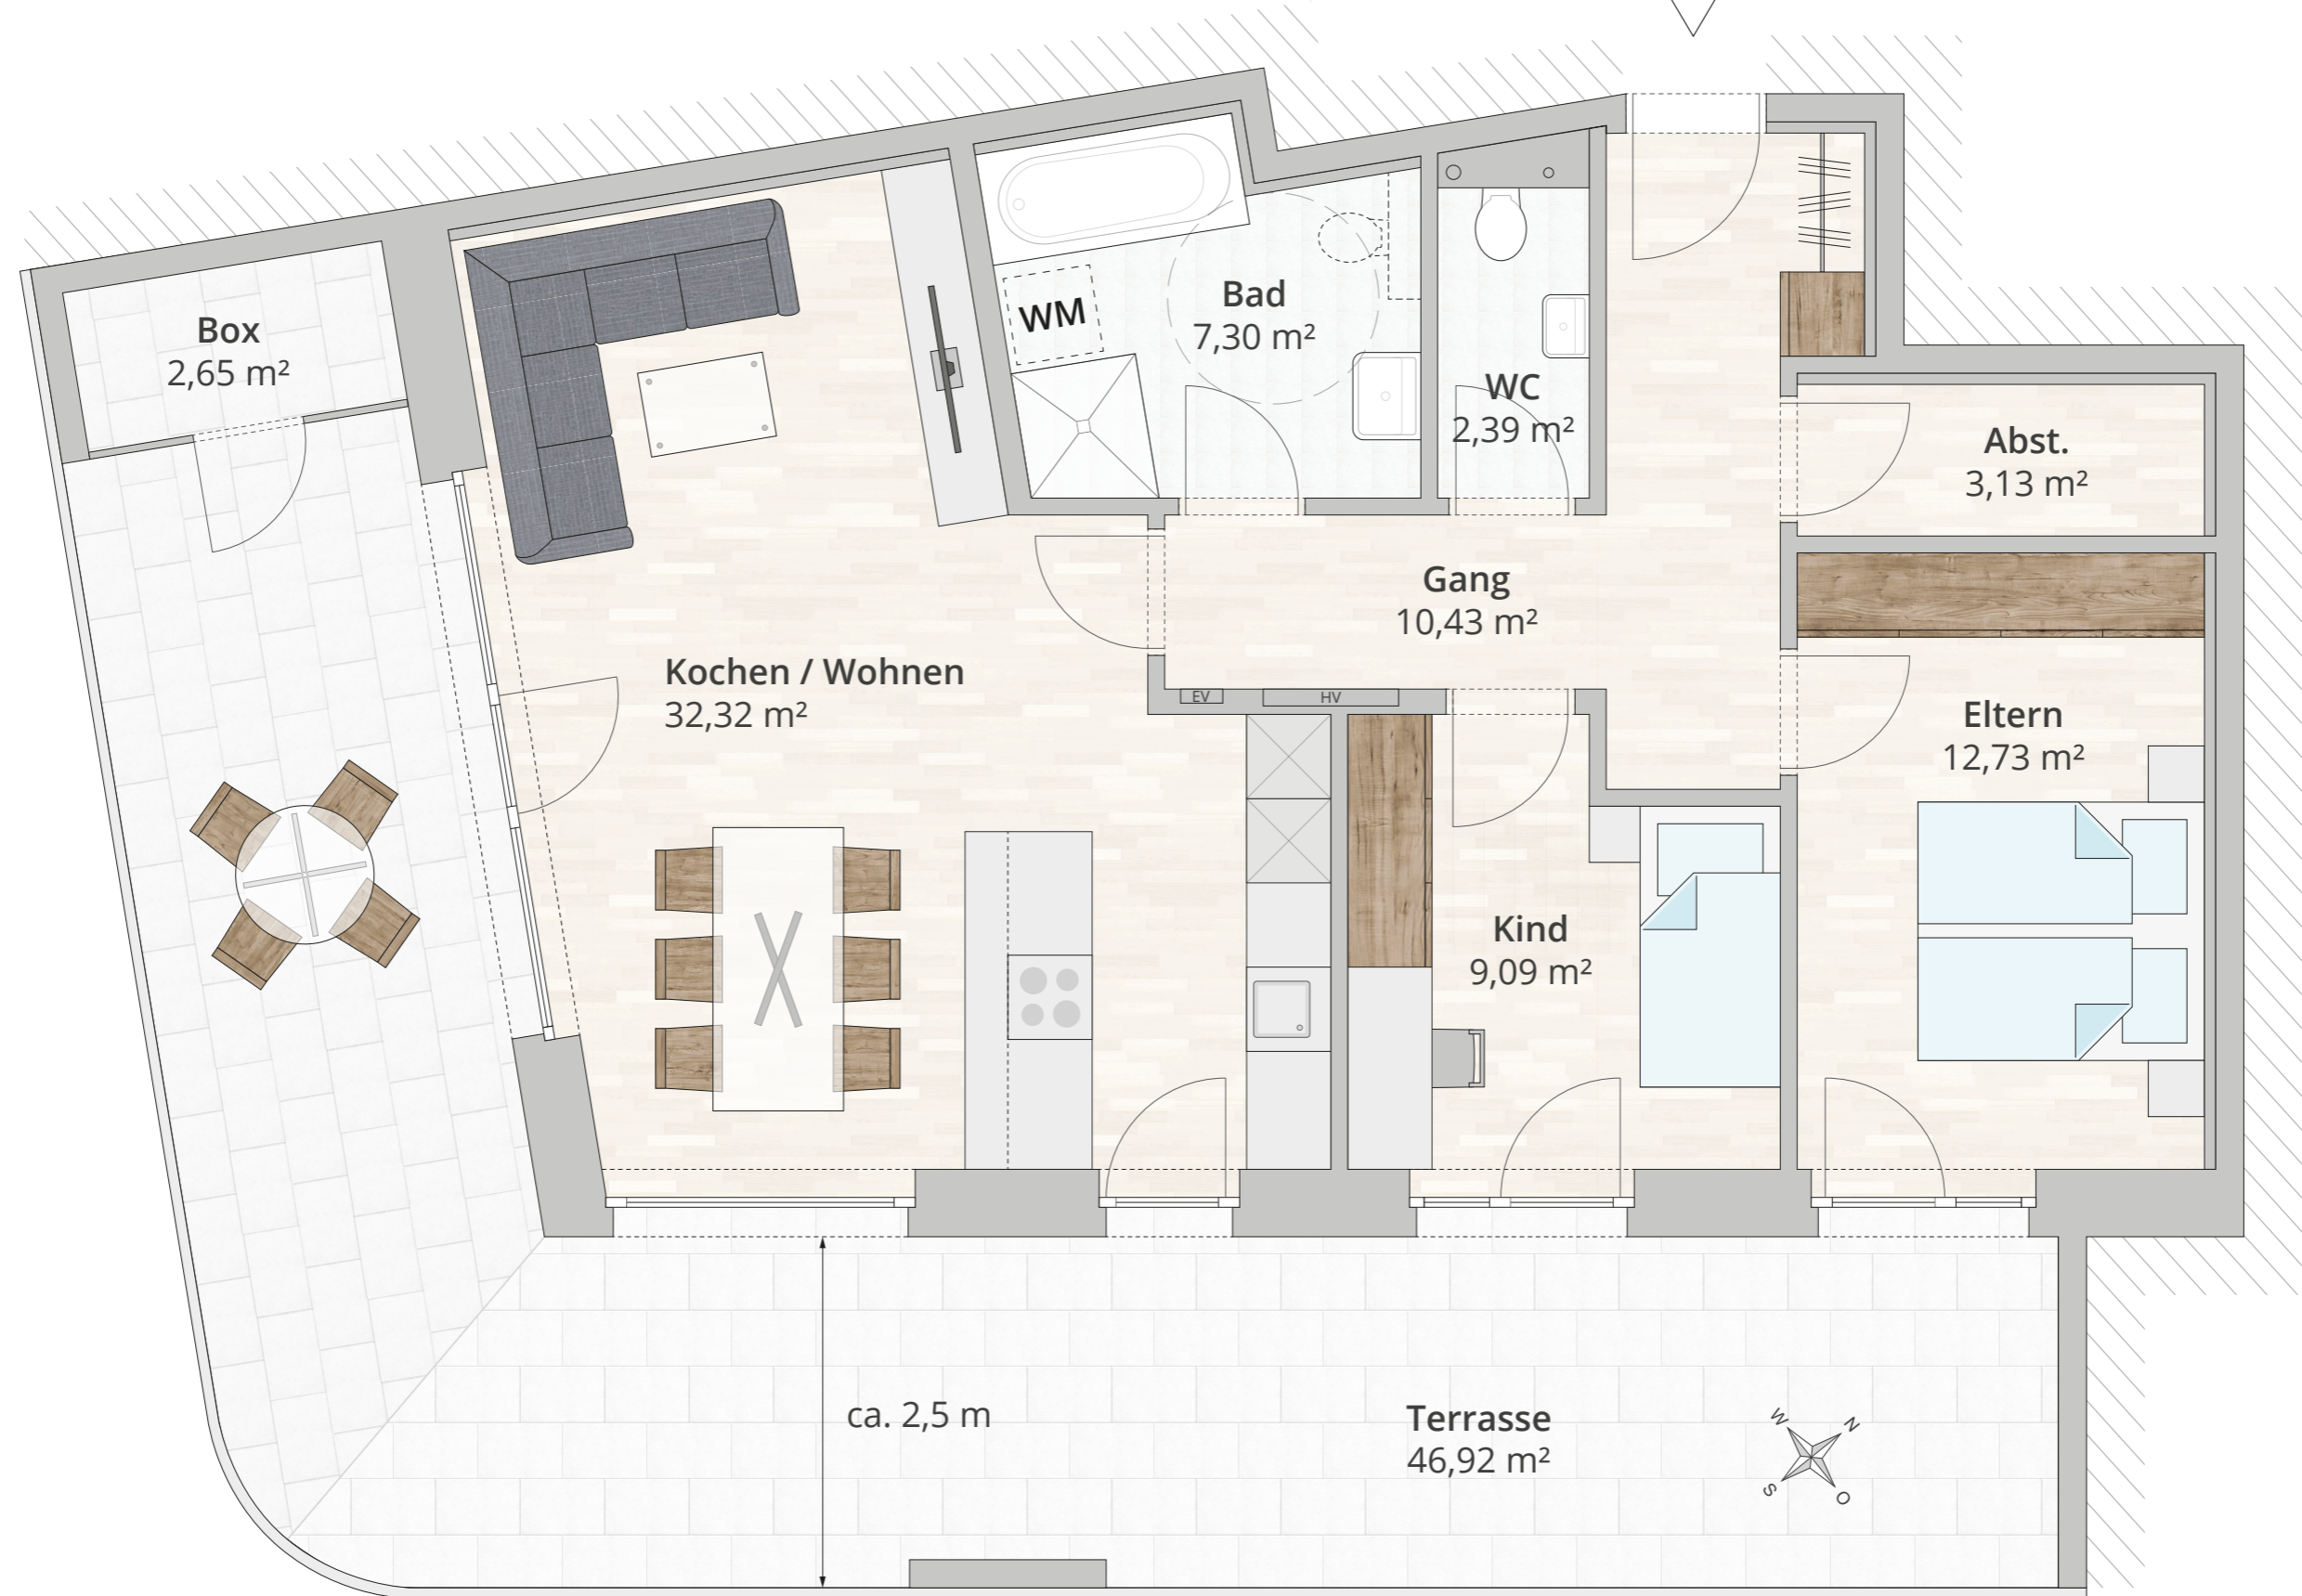 Box
2,65 m²
WM
Bad
7,30 m²
WC
2,39 m²
Abst.
3,13 m²
Gang
10,43 m²
Kochen / Wohnen
32,32 m²
EV
HV
Eltern
12,73 m²
Kind
9,09 m²
ca. 2,5 m
Terrasse
46,92 m²
W
N
S
O